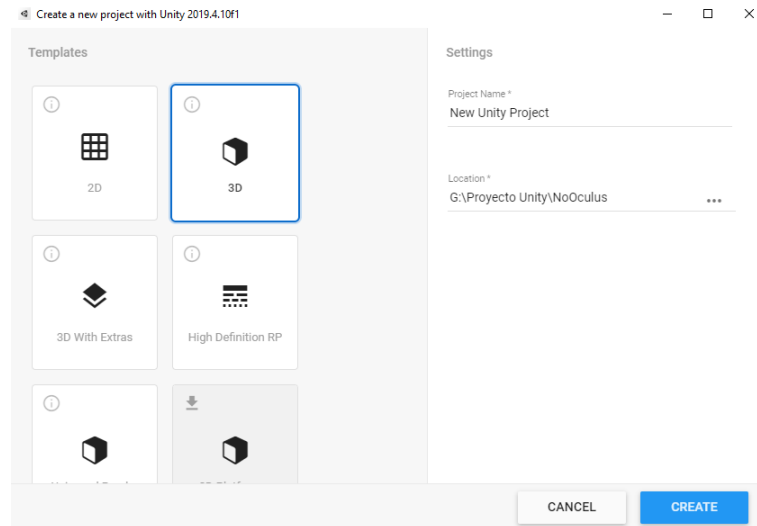 Create a new project with Unity 2019.4.10f1
Templates
Settings
2D
3D
Project Name *
New Unity Project
Location *
G:\Proyecto Unity\NoOculus
3D With Extras
High Definition RP
CANCEL
CREATE